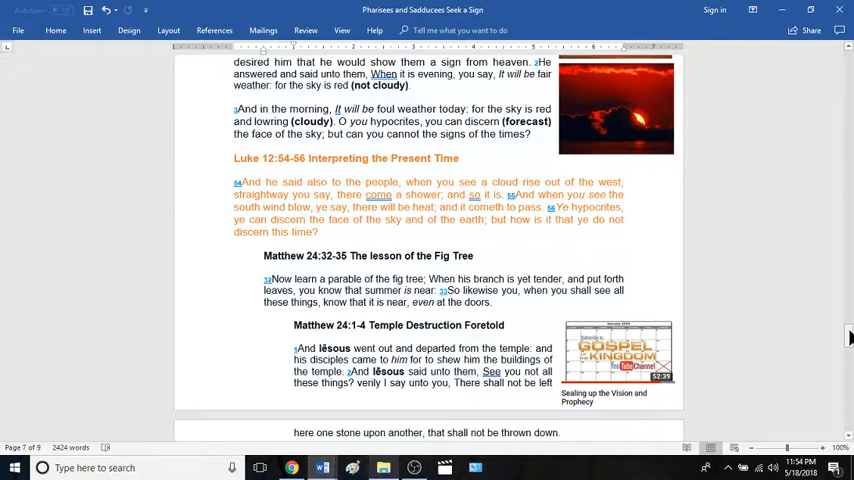 AutoSave
Pharisees and Sadducees Seek a Sign
Sign in
File Home Insert Design Layout References Mailings Review View Help Tell me what you want to do
Share
desired him that he would show them a sign from heaven. 2He
answered and said unto them, When it is evening, you say, It will be fair
weather: for the sky is red (not cloudy).
3And in the morning, It will be foul weather today: for the sky is red
and lowring (cloudy). O you hypocrites, you can discern (forecast)
the face of the sky; but can you cannot the signs of the times?
Luke 12:54-56 Interpreting the Present Time
54And he said also to the people, when you see a cloud rise out of the west,
straightway you say, there come a shower; and so it is. 55And when you see the
south wind blow, ye say, there will be heat; and it cometh to pass. 56Ye hypocrites,
ye can discern the face of the sky and of the earth; but how is it that ye do not
discern this time?
Matthew 24:32-35 The lesson of the Fig Tree
32Now learn a parable of the fig tree; When his branch is yet tender, and put forth
leaves, you know that summer is near: 33So likewise you, when you shall see all
these things, know that it is near, even at the doors.
Matthew 24:1-4 Temple Destruction Foretold
1And Iēsous went out and departed from the temple: and
his disciples came to him for to shew him the buildings of
the temple. 2And Iēsous said unto them, See you not all
these things? verily I say unto you, There shall not be left
January 2019
Subscribe to
GOSPEL
OF THE
KINGDOM
YouTube Channel
52:39
Sealing up the Vision and
Prophecy
here one stone upon another, that shall not be thrown down.
Page 7 of 9 2424 words
100%
Type here to search
11:54 PM
5/18/2018